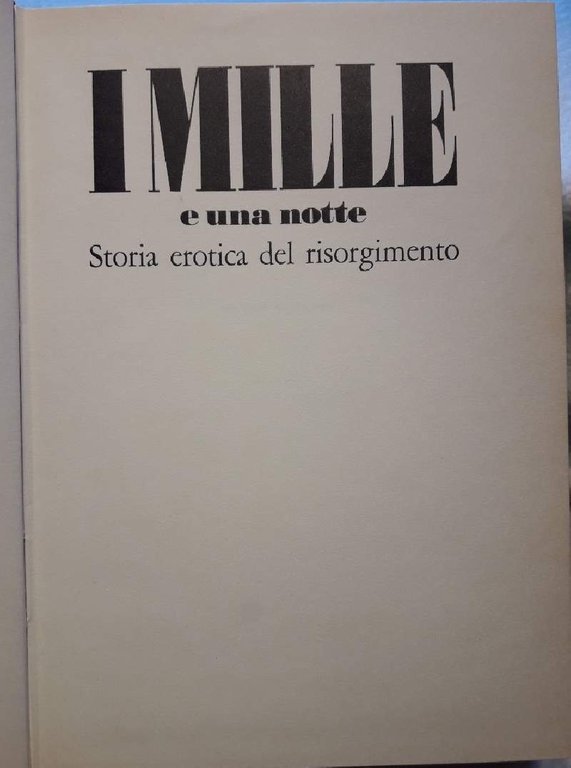 I MILLE
e una notte
Storia erotica del risorgimento